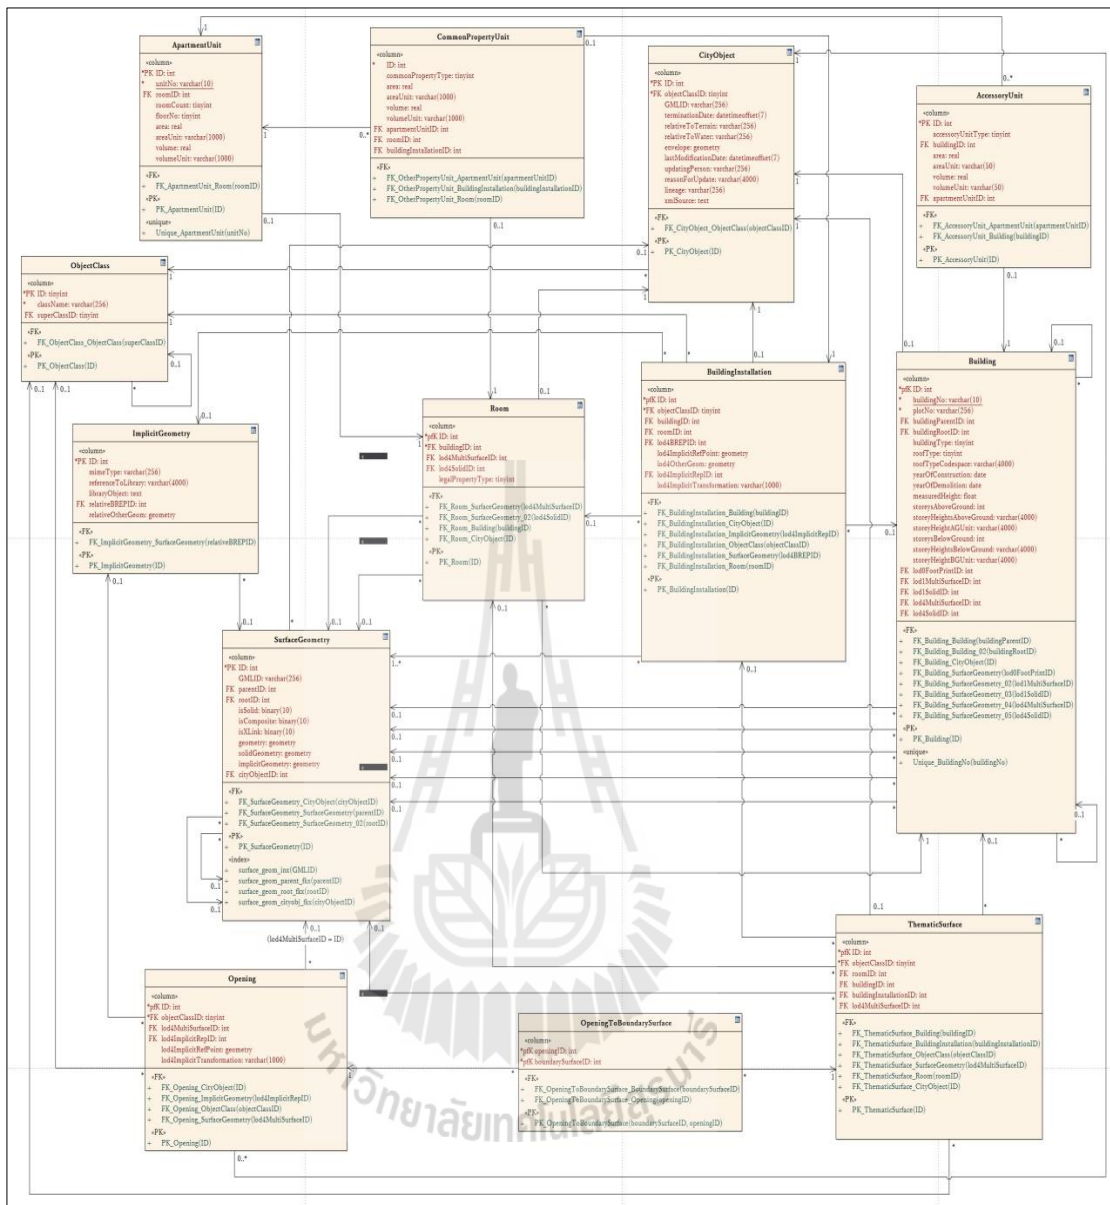 ApartmentUnit
«column»
*PK ID: int
* unitNo: varchar(10)
FK roomID: int
roomCount: tinyint
floorNo: tinyint
area: real
areaUnit: varchar(1000)
volume: real
volumeUnit: varchar(1000)
«FK»
+ FK_ApartmentUnit_Room(roomID)
«PK»
+ PK_ApartmentUnit(ID)
«unique»
+ Unique_ApartmentUnit(unitNo)
CommonPropertyUnit
«column»
* ID: int
commonPropertyType: tinyint
area: real
areaUnit: varchar(1000)
volume: real
volumeUnit: varchar(1000)
FK apartmentUnitID: int
FK roomID: int
FK buildingInstallationID: int
«FK»
+ FK_OtherPropertyUnit_ApartmentUnit(apartmentUnitID)
+ FK_OtherPropertyUnit_BuildingInstallation(buildingInstallationID)
+ FK_OtherPropertyUnit_Room(roomID)
CityObject
«column»
*PK ID: int
*FK objectClassID: tinyint
GMLID: varchar(256)
terminationDate: datetimeoffset(7)
relativeToTerrain: varchar(256)
relativeToWater: varchar(256)
envelope: geometry
lastModificationDate: datetimeoffset(7)
updatingPerson: varchar(256)
reasonForUpdate: varchar(4000)
lineage: varchar(256)
xmlSource: text
«FK»
+ FK_CityObject_ObjectClass(objectClassID)
«PK»
+ PK_CityObject(ID)
AccessoryUnit
«column»
*PK ID: int
accessoryUnitType: tinyint
FK buildingID: int
area: real
areaUnit: varchar(50)
volume: real
volumeUnit: varchar(50)
FK apartmentUnitID: int
«FK»
+ FK_AccessoryUnit_ApartmentUnit(apartmentUnitID)
+ FK_AccessoryUnit_Building(buildingID)
«PK»
+ PK_AccessoryUnit(ID)
ObjectClass
«column»
*PK ID: tinyint
* className: varchar(256)
FK superClassID: tinyint
«FK»
+ FK_ObjectClass_ObjectClass(superClassID)
«PK»
+ PK_ObjectClass(ID)
ImplicitGeometry
«column»
*PK ID: int
mimeType: varchar(256)
referenceToLibrary: varchar(4000)
libraryObject: text
FK relativeBREPID: int
relativeOtherGeom: geometry
«FK»
+ FK_ImplicitGeometry_SurfaceGeometry(relativeBREPID)
«PK»
+ PK_ImplicitGeometry(ID)
Room
«column»
*pfK ID: int
*FK buildingID: int
FK lod4MultiSurfaceID: int
FK lod4SolidID: int
legalPropertyType: tinyint
«FK»
+ FK_Room_SurfaceGeometry(lod4MultiSurfaceID)
+ FK_Room_SurfaceGeometry_02(lod4SolidID)
+ FK_Room_Building(buildingID)
+ FK_Room_CityObject(ID)
«PK»
+ PK_Room(ID)
BuildingInstallation
«column»
*pfK ID: int
*FK objectClassID: tinyint
FK buildingID: int
FK roomID: int
FK lod4BREPID: int
lod4ImplicitRefPoint: geometry
lod4OtherGeom: geometry
FK lod4ImplicitRepID: int
lod4ImplicitTransformation: varchar(1000)
«FK»
+ FK_BuildingInstallation_Building(buildingID)
+ FK_BuildingInstallation_CityObject(ID)
+ FK_BuildingInstallation_ImplicitGeometry(lod4ImplicitRepID)
+ FK_BuildingInstallation_ObjectClass(objectClassID)
+ FK_BuildingInstallation_SurfaceGeometry(lod4BREPID)
+ FK_BuildingInstallation_Room(roomID)
«PK»
+ PK_BuildingInstallation(ID)
Building
«column»
*pfK ID: int
* buildingNo: varchar(10)
* plotNo: varchar(256)
FK buildingParentID: int
FK buildingRootID: int
buildingType: tinyint
roofType: tinyint
roofTypeCodespace: varchar(4000)
yearOfConstruction: date
yearOfDemolition: date
measuredHeight: float
storeysAboveGround: int
storeyHeightsAboveGround: varchar(4000)
storeyHeightAGUnit: varchar(4000)
storeysBelowGround: int
storeyHeightsBelowGround: varchar(4000)
storeyHeightBGUnit: varchar(4000)
FK lod0FootPrintID: int
FK lod1MultiSurfaceID: int
FK lod1SolidID: int
FK lod4MultiSurfaceID: int
FK lod4SolidID: int
«FK»
+ FK_Building_Building(buildingParentID)
+ FK_Building_Building_02(buildingRootID)
+ FK_Building_CityObject(ID)
+ FK_Building_SurfaceGeometry(lod0FootPrintID)
+ FK_Building_SurfaceGeometry_02(lod1MultiSurfaceID)
+ FK_Building_SurfaceGeometry_03(lod1SolidID)
+ FK_Building_SurfaceGeometry_04(lod4MultiSurfaceID)
+ FK_Building_SurfaceGeometry_05(lod4SolidID)
«PK»
+ PK_Building(ID)
«unique»
+ Unique_BuildingNo(buildingNo)
SurfaceGeometry
«column»
*PK ID: int
GMLID: varchar(256)
FK parentID: int
FK rootID: int
isSolid: binary(10)
isComposite: binary(10)
isXLink: binary(10)
geometry: geometry
solidGeometry: geometry
implicitGeometry: geometry
FK cityObjectID: int
«FK»
+ FK_SurfaceGeometry_CityObject(cityObjectID)
+ FK_SurfaceGeometry_SurfaceGeometry(parentID)
+ FK_SurfaceGeometry_SurfaceGeometry_02(rootID)
«PK»
+ PK_SurfaceGeometry(ID)
«index»
+ surface_geom_inx(GMLID)
+ surface_geom_parent_fkx(parentID)
+ surface_geom_root_fkx(rootID)
+ surface_geom_cityobj_fkx(cityObjectID)
(lod4MultiSurfaceID = ID)
Opening
«column»
*pfK ID: int
*FK objectClassID: tinyint
FK lod4MultiSurfaceID: int
FK lod4ImplicitRepID: int
lod4ImplicitRefPoint: geometry
lod4ImplicitTransformation: varchar(1000)
«FK»
+ FK_Opening_CityObject(ID)
+ FK_Opening_ImplicitGeometry(lod4ImplicitRepID)
+ FK_Opening_ObjectClass(objectClassID)
+ FK_Opening_SurfaceGeometry(lod4MultiSurfaceID)
«PK»
+ PK_Opening(ID)
OpeningToBoundarySurface
«column»
*pfK openingID: int
*pfK boundarySurfaceID: int
«FK»
+ FK_OpeningToBoundarySurface_BoundarySurface(boundarySurfaceID)
+ FK_OpeningToBoundarySurface_Opening(openingID)
«PK»
+ PK_OpeningToBoundarySurface(boundarySurfaceID, openingID)
ThematicSurface
«column»
*pfK ID: int
*FK objectClassID: tinyint
FK roomID: int
FK buildingID: int
FK buildingInstallationID: int
FK lod4MultiSurfaceID: int
«FK»
+ FK_ThematicSurface_Building(buildingID)
+ FK_ThematicSurface_BuildingInstallation(buildingInstallationID)
+ FK_ThematicSurface_ObjectClass(objectClassID)
+ FK_ThematicSurface_SurfaceGeometry(lod4MultiSurfaceID)
+ FK_ThematicSurface_Room(roomID)
+ FK_ThematicSurface_CityObject(ID)
«PK»
+ PK_ThematicSurface(ID)
มหาวิทยาลัยเทคโนโลยีสุรนารี